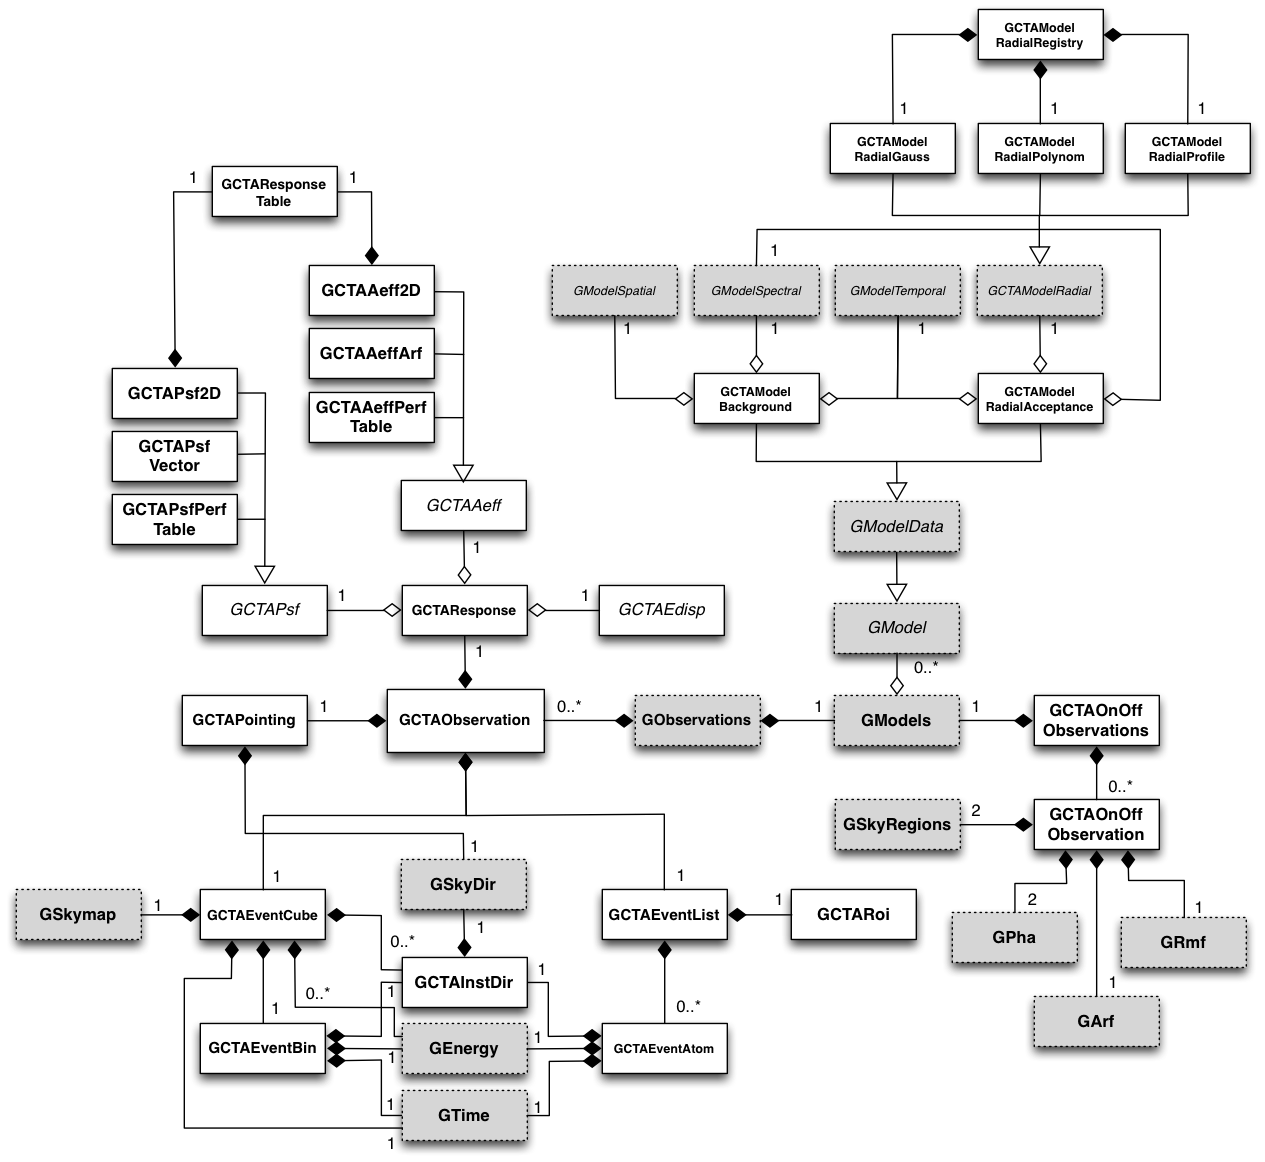 GCTAModel
RadialRegistry
1
1
1
GCTAModel
RadialGauss
GCTAModel
RadialPolynom
GCTAModel
RadialProfile
1
GCTAResponse
Table
1
1
GCTAAeff2D
GModelSpatial
GModelSpectral
GModelTemporal
GCTAModelRadial
1
1
1
1
GCTAAeffArf
GCTAPsf2D
GCTAModel
Background
GCTAModel
RadialAcceptance
GCTAAeffPerf
Table
GCTAPsf
Vector
GCTAPsfPerf
Table
GCTAAeff
GModelData
1
GCTAPsf
1
GCTAResponse
1
GCTAEdisp
GModel
1
0..*
GCTAPointing
1
GCTAObservation
0..*
GObservations
1
GModels
1
GCTAOnOff
Observations
0..*
GSkyRegions
2
GCTAOnOff
Observation
1
1
GSkyDir
1
GSkymap
1
GCTAEventCube
1
GCTAEventList
1
GCTARoi
2
1
GPha
GRmf
0..*
GCTAInstDir
1
1
0..*
1
0..*
1
GArf
GCTAEventBin
1
GEnergy
1
GCTAEventAtom
1
GTime
1
1